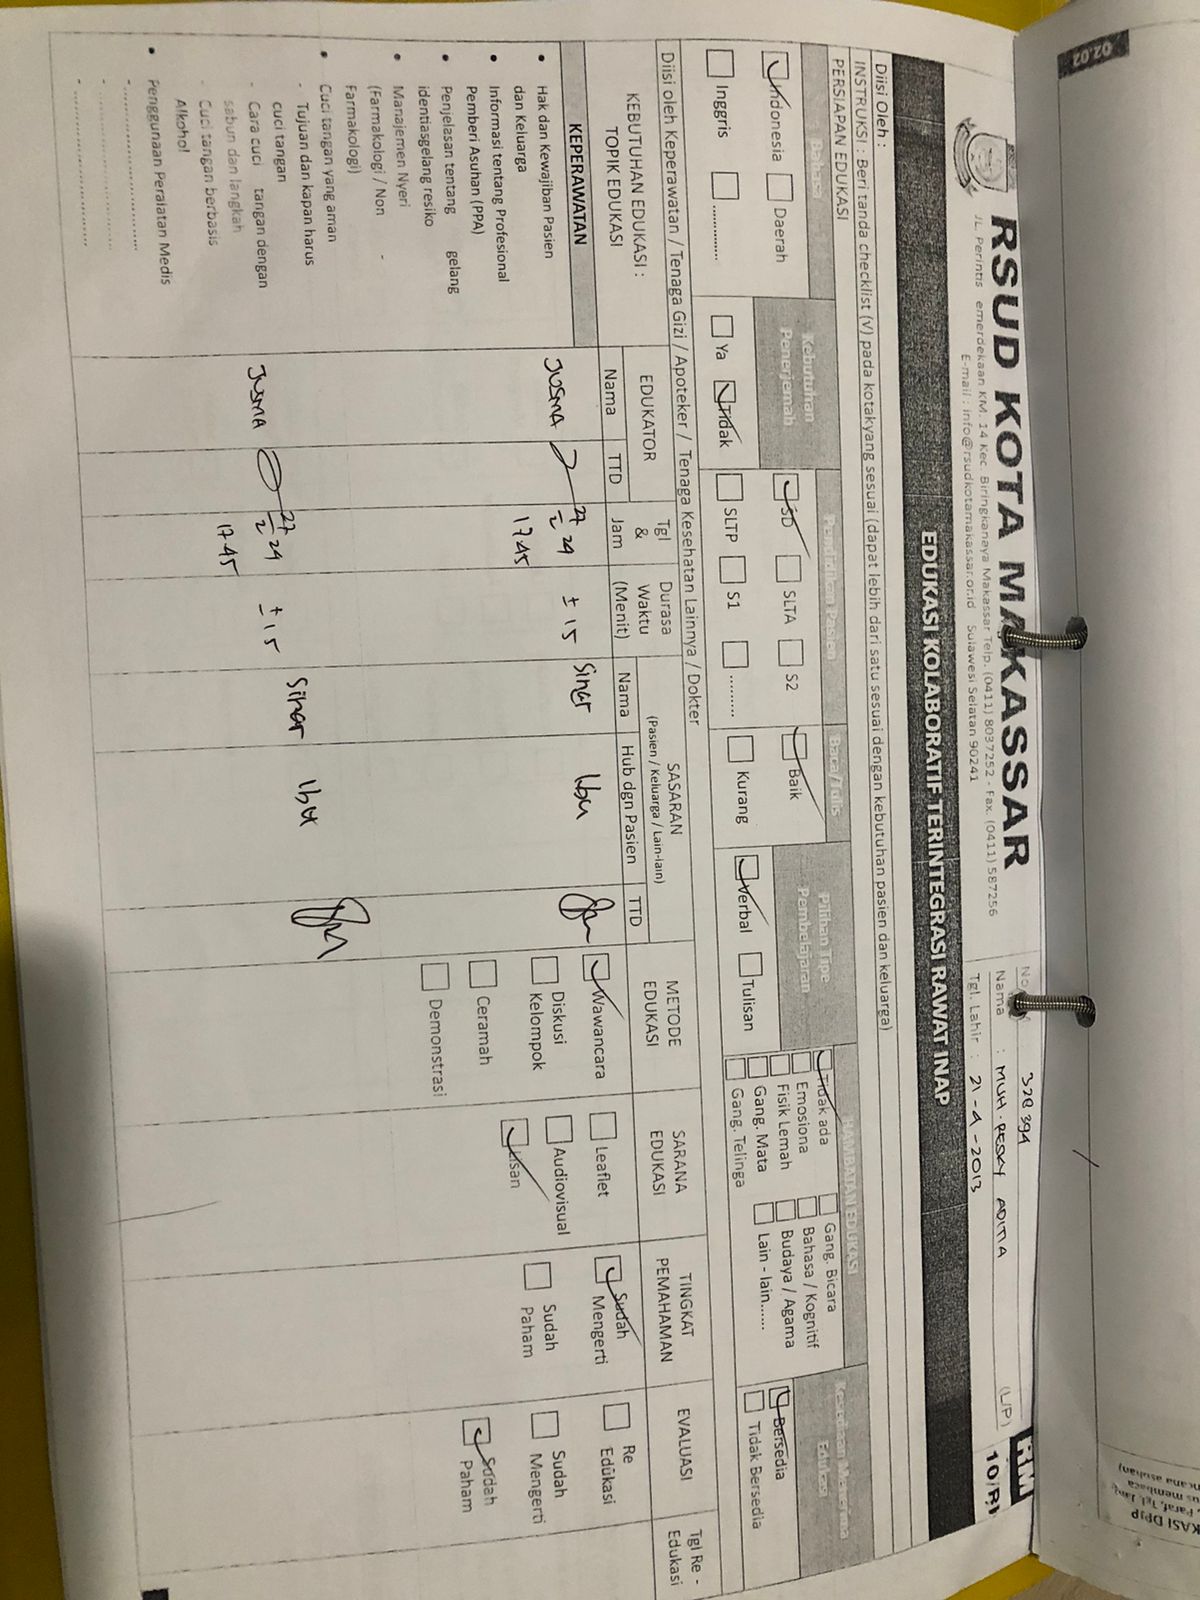 02.02
RSUD KOTA MAKASSAR
JL. Perintis emerdekaan KM. 14 Kec. Biringkanaya Makassar Telp. (0411) 8037252 - Fax. (0411) 587256
E-mail : info@rsudkotamakassar.or.id Sulawesi Selatan 90241
No 328394
Nama : MUH. RESKY ADITIA (L/P)
Tgl. Lahir : 21-4-2013
RM
10/RI
EDUKASI KOLABORATIF TERINTEGRASI RAWAT INAP
Diisi Oleh :
INSTRUKSI : Beri tanda checklist (√) pada kotakyang sesuai (dapat lebih dari satu sesuai dengan kebutuhan pasien dan keluarga)
PERSIAPAN EDUKASI
Bahasa
Indonesia Daerah
Inggris .............
Kebutuhan
Penerjemah
Ya Tidak
Pendidikan Pasien
SD SLTA S2
SLTP S1 .........
Baca / Tulis
Baik
Kurang
Pilihan Tipe
Pembelajaran
Verbal Tulisan
HAMBATAN EDUKASI
Tidak ada Gang. Bicara
Emosiona Bahasa / Kognitif
Fisik Lemah Budaya / Agama
Gang. Mata Lain - lain......
Gang. Telinga
Kesediaan Menerima
Edukasi
Bersedia
Tidak Bersedia
Diisi oleh Keperawatan / Tenaga Gizi / Apoteker / Tenaga Kesehatan Lainnya / Dokter
KEBUTUHAN EDUKASI :
TOPIK EDUKASI
EDUKATOR
Nama TTD
Tgl
&
Jam
Durasa
Waktu
(Menit)
SASARAN
(Pasien / Keluarga / Lain-lain)
Nama Hub dgn Pasien TTD
METODE
EDUKASI
SARANA
EDUKASI
TINGKAT
PEMAHAMAN
EVALUASI
Tgl Re -
Edukasi
KEPERAWATAN
• Hak dan Kewajiban Pasien
dan Keluarga
• Informasi tentang Profesional
Pemberi Asuhan (PPA)
• Penjelasan tentang gelang
identiasgelang resiko
• Manajemen Nyeri
(Farmakologi / Non -
Farmakologi)
• Cuci tangan yang aman
- Tujuan dan kapan harus
cuci tangan
- Cara cuci tangan dengan
sabun dan langkah
- Cuci tangan berbasis
Alkohol
• Penggunaan Peralatan Medis
- ........................
- ........................
- ........................
JUSMA 27/2 24 ± 15 Sinar Ibu
17.45
JUSMA 27/2 24 ± 15 Sinar Ibu
17.45
Wawancara
Diskusi
Kelompok
Ceramah
Demonstrasi
Leaflet
Audiovisual
Lisan
Sudah
Mengerti
Sudah
Paham
Re
Edukasi
Sudah
Mengerti
Sudah
Paham
KASI DPJP